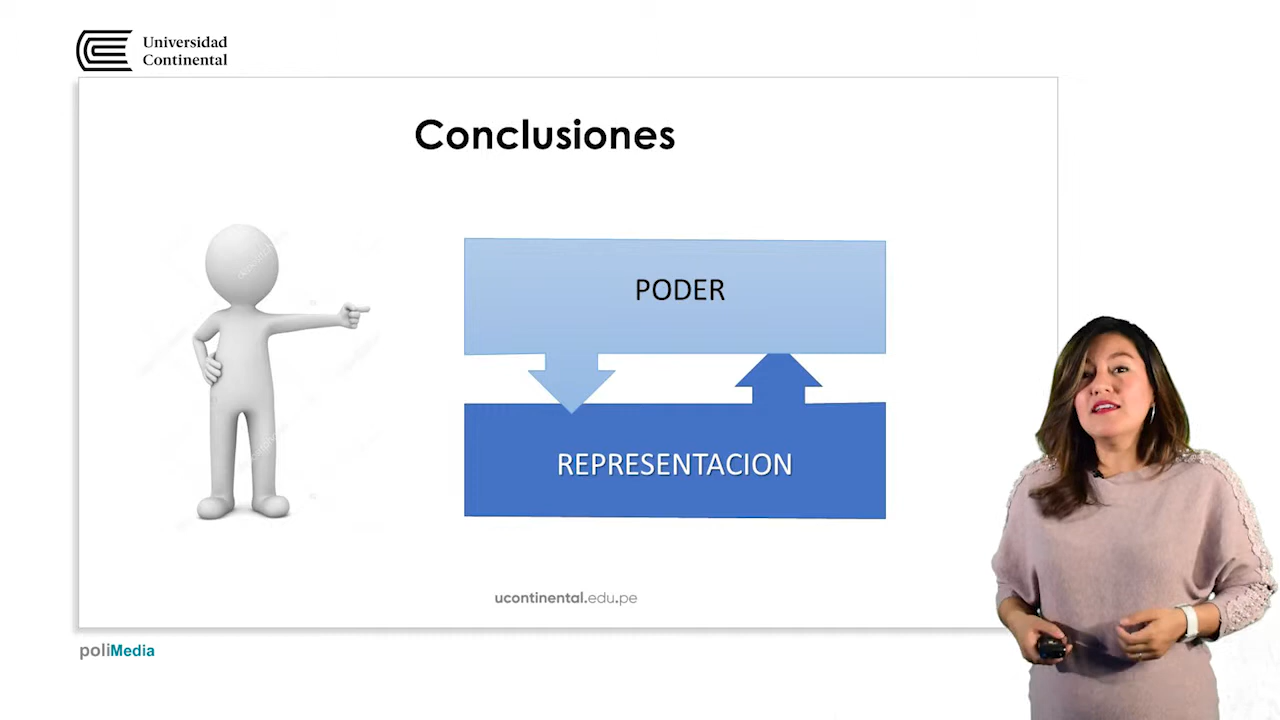 Universidad
Continental
Conclusiones
PODER
REPRESENTACION
ucontinental.edu.pe
poliMedia